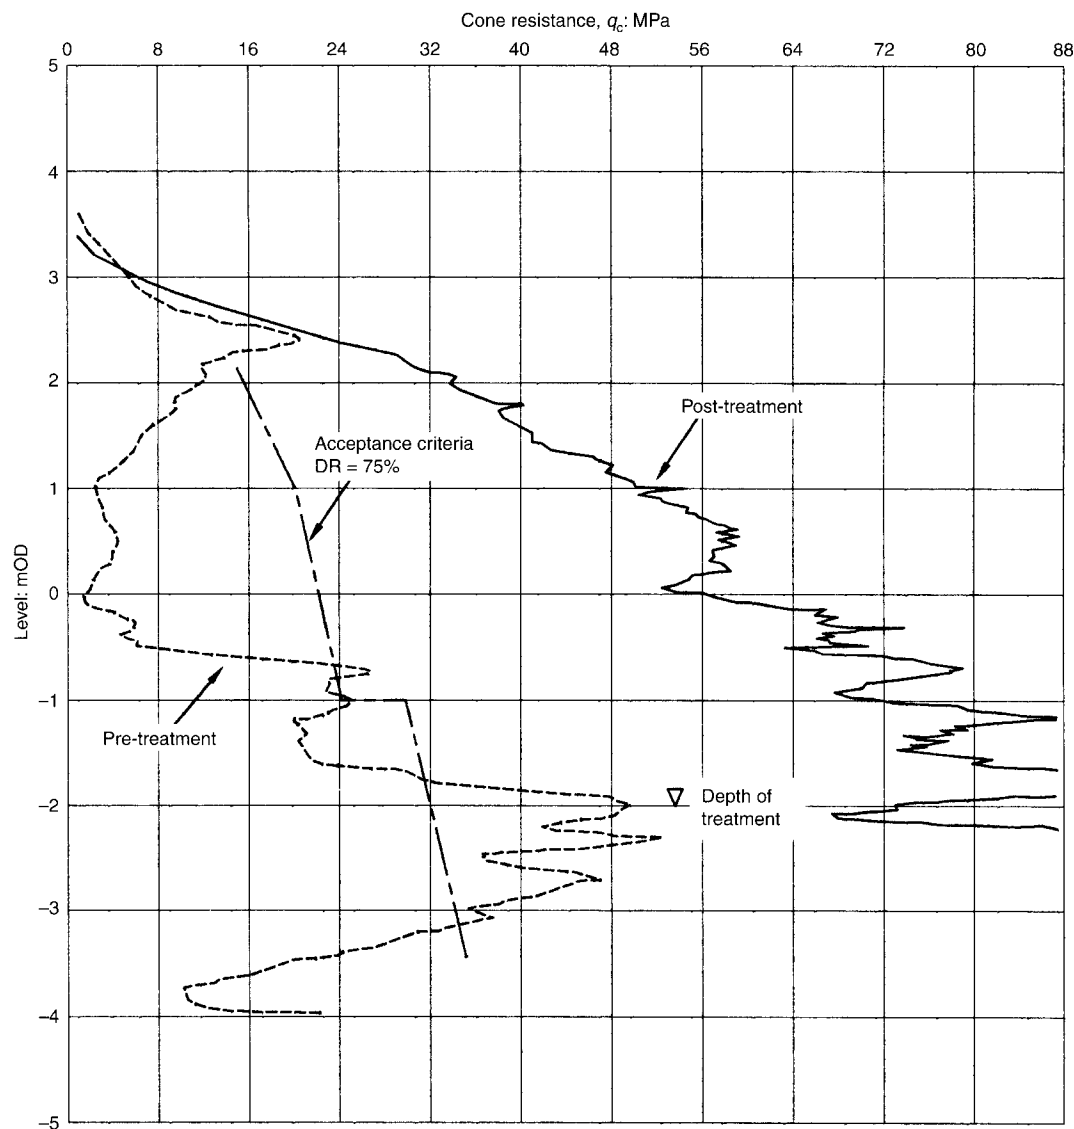 Cone resistance, qc: MPa
0 8 16 24 32 40 48 56 64 72 80 88
5
4
3
2
1
0
–1
–2
–3
–4
–5
Level: mOD
Post-treatment
Acceptance criteria
DR = 75%
Pre-treatment
Depth of
treatment